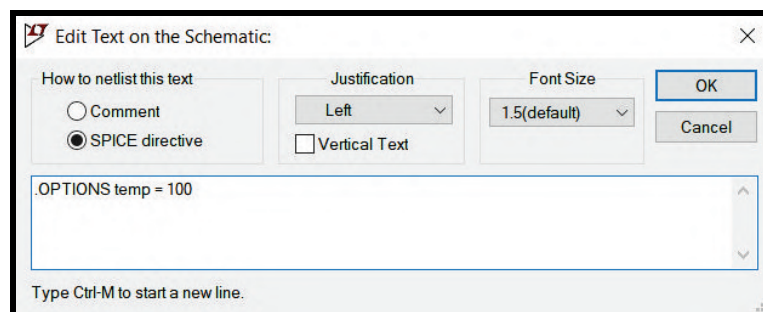 Edit Text on the Schematic:
How to netlist this text
Comment
SPICE directive
Justification
Left
Vertical Text
Font Size
1.5(default)
OK
Cancel
.OPTIONS temp = 100
Type Ctrl-M to start a new line.